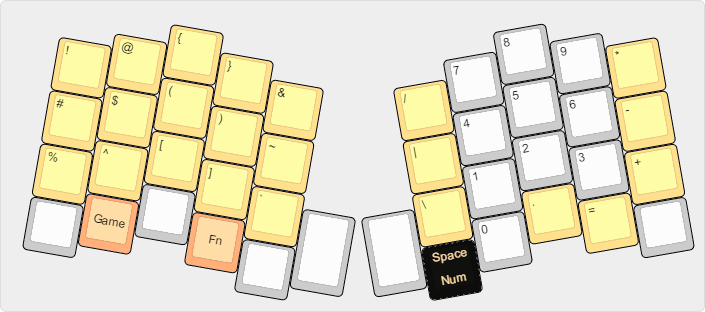 ! @ { } & / 7 8 9 *
# $ ( ) ~ | 4 5 6 -
% ^ [ ] ` \ 1 2 3 +
Game Fn 0 . =
Space
Num